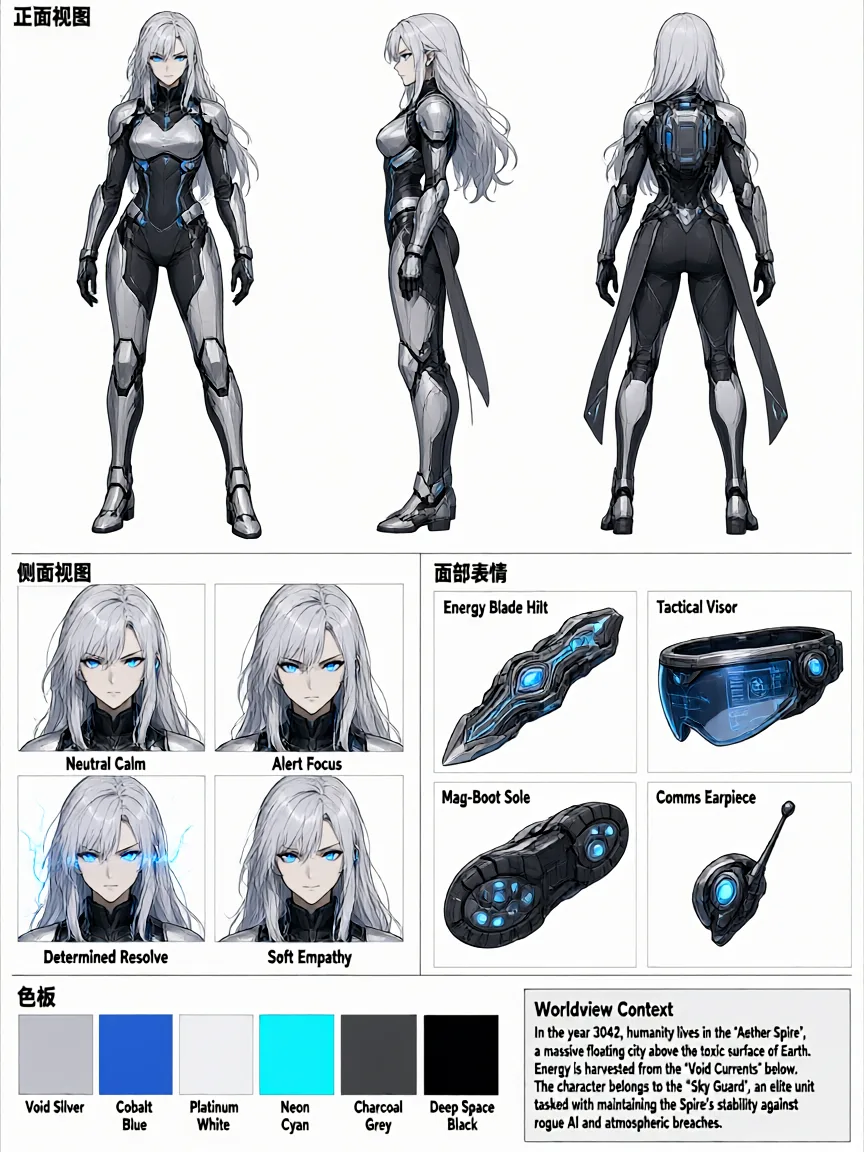 正面视图
侧面视图
Neutral Calm
Alert Focus
Determined Resolve
Soft Empathy
面部表情
Energy Blade Hilt
Tactical Visor
Mag-Boot Sole
Comms Earpiece
色板
Void Silver
Cobalt
Blue
Platinum
White
Neon
Cyan
Charcoal
Grey
Deep Space
Black
Worldview Context
In the year 3042, humanity lives in the "Aether Spire",
a massive floating city above the toxic surface of Earth.
Energy is harvested from the "Void Currents" below.
The character belongs to the "Sky Guard", an elite unit
tasked with maintaining the Spire's stability against
rogue AI and atmospheric breaches.